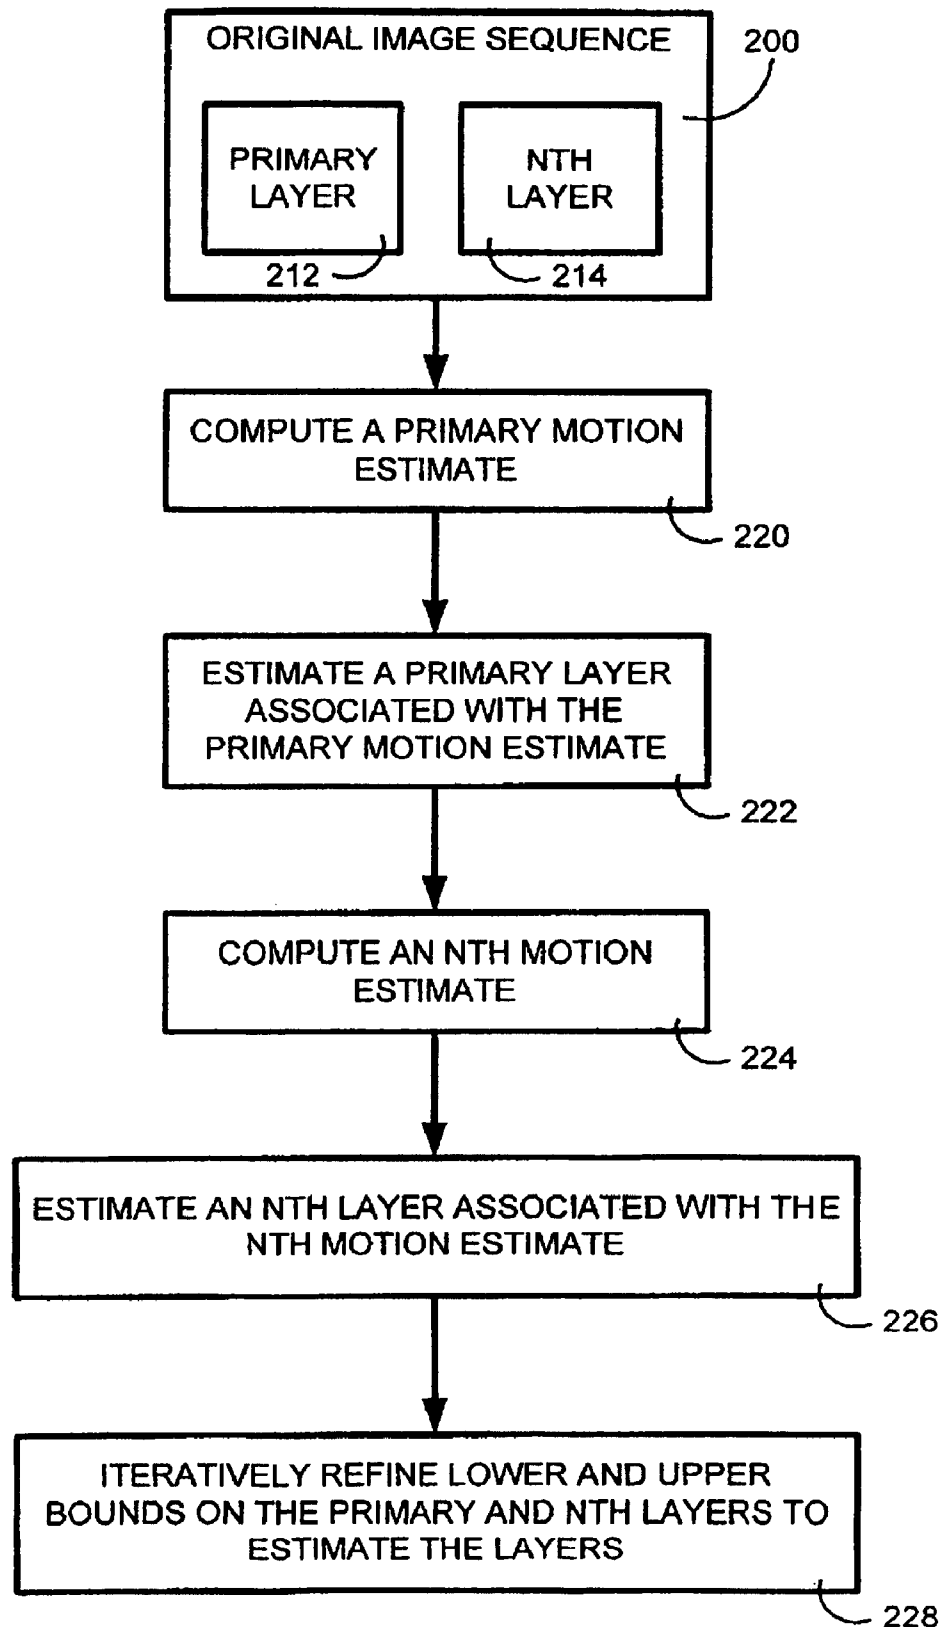 ORIGINAL IMAGE SEQUENCE
200
PRIMARY
LAYER
212
NTH
LAYER
214
COMPUTE A PRIMARY MOTION
ESTIMATE
220
ESTIMATE A PRIMARY LAYER
ASSOCIATED WITH THE
PRIMARY MOTION ESTIMATE
222
COMPUTE AN NTH MOTION
ESTIMATE
224
ESTIMATE AN NTH LAYER ASSOCIATED WITH THE
NTH MOTION ESTIMATE
226
ITERATIVELY REFINE LOWER AND UPPER
BOUNDS ON THE PRIMARY AND NTH LAYERS TO
ESTIMATE THE LAYERS
228